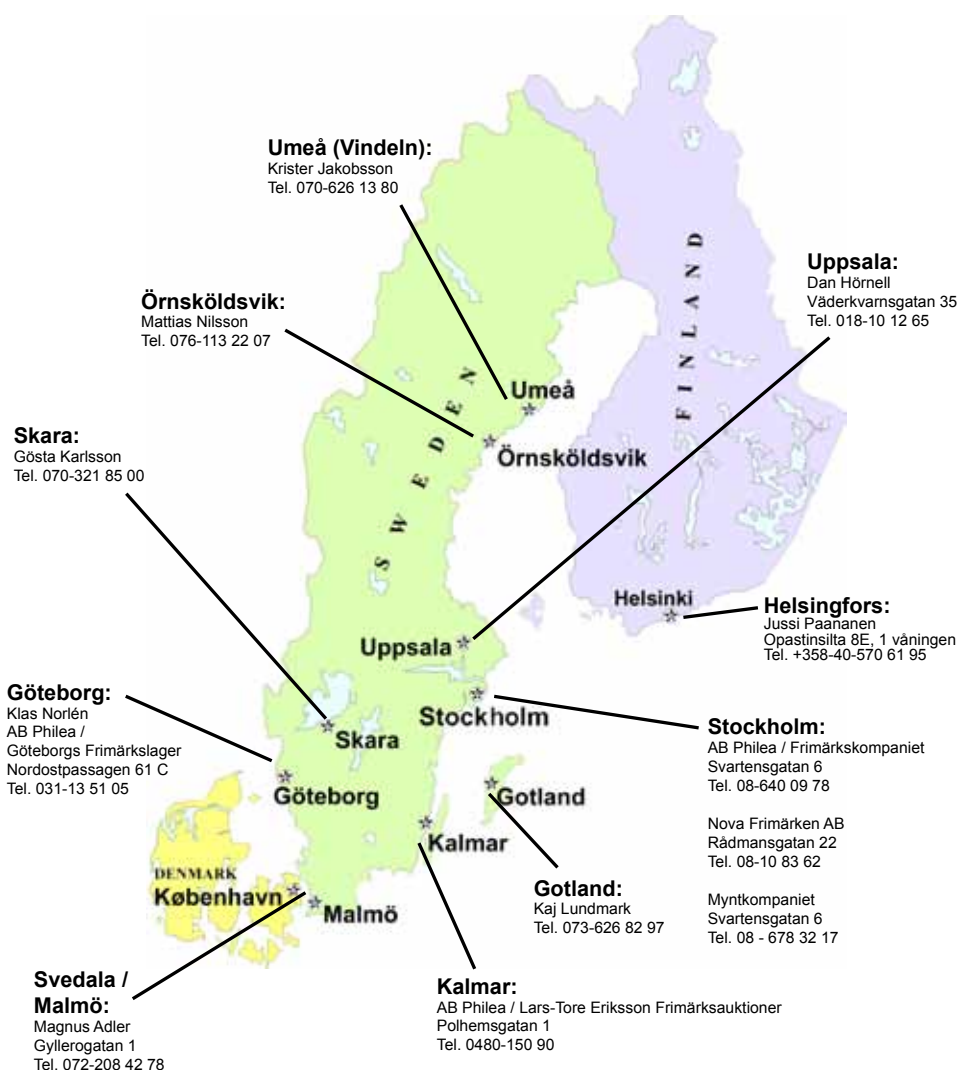 Umeå (Vindeln):
Krister Jakobsson
Tel. 070-626 13 80
Uppsala:
Dan Hörnell
Väderkvarnsgatan 35
Tel. 018-10 12 65
Örnsköldsvik:
Mattias Nilsson
Tel. 076-113 22 07
FINLAND
SWEDEN
Umeå
Örnsköldsvik
Skara:
Gösta Karlsson
Tel. 070-321 85 00
Helsinki
Helsingfors:
Jussi Paananen
Opastinsilta 8E, 1 våningen
Tel. +358-40-570 61 95
Uppsala
Göteborg:
Klas Norlén
AB Philea /
Göteborgs Frimärkslager
Nordostpassagen 61 C
Tel. 031-13 51 05
Stockholm
Skara
Stockholm:
AB Philea / Frimärkskompaniet
Svartensgatan 6
Tel. 08-640 09 78
Nova Frimärken AB
Rådmansgatan 22
Tel. 08-10 83 62
Myntkompaniet
Svartensgatan 6
Tel. 08 - 678 32 17
Göteborg
Gotland
Kalmar
DENMARK
København
Malmö
Gotland:
Kaj Lundmark
Tel. 073-626 82 97
Svedala /
Malmö:
Magnus Adler
Gyllerogatan 1
Tel. 072-208 42 78
Kalmar:
AB Philea / Lars-Tore Eriksson Frimärksauktioner
Polhemsgatan 1
Tel. 0480-150 90